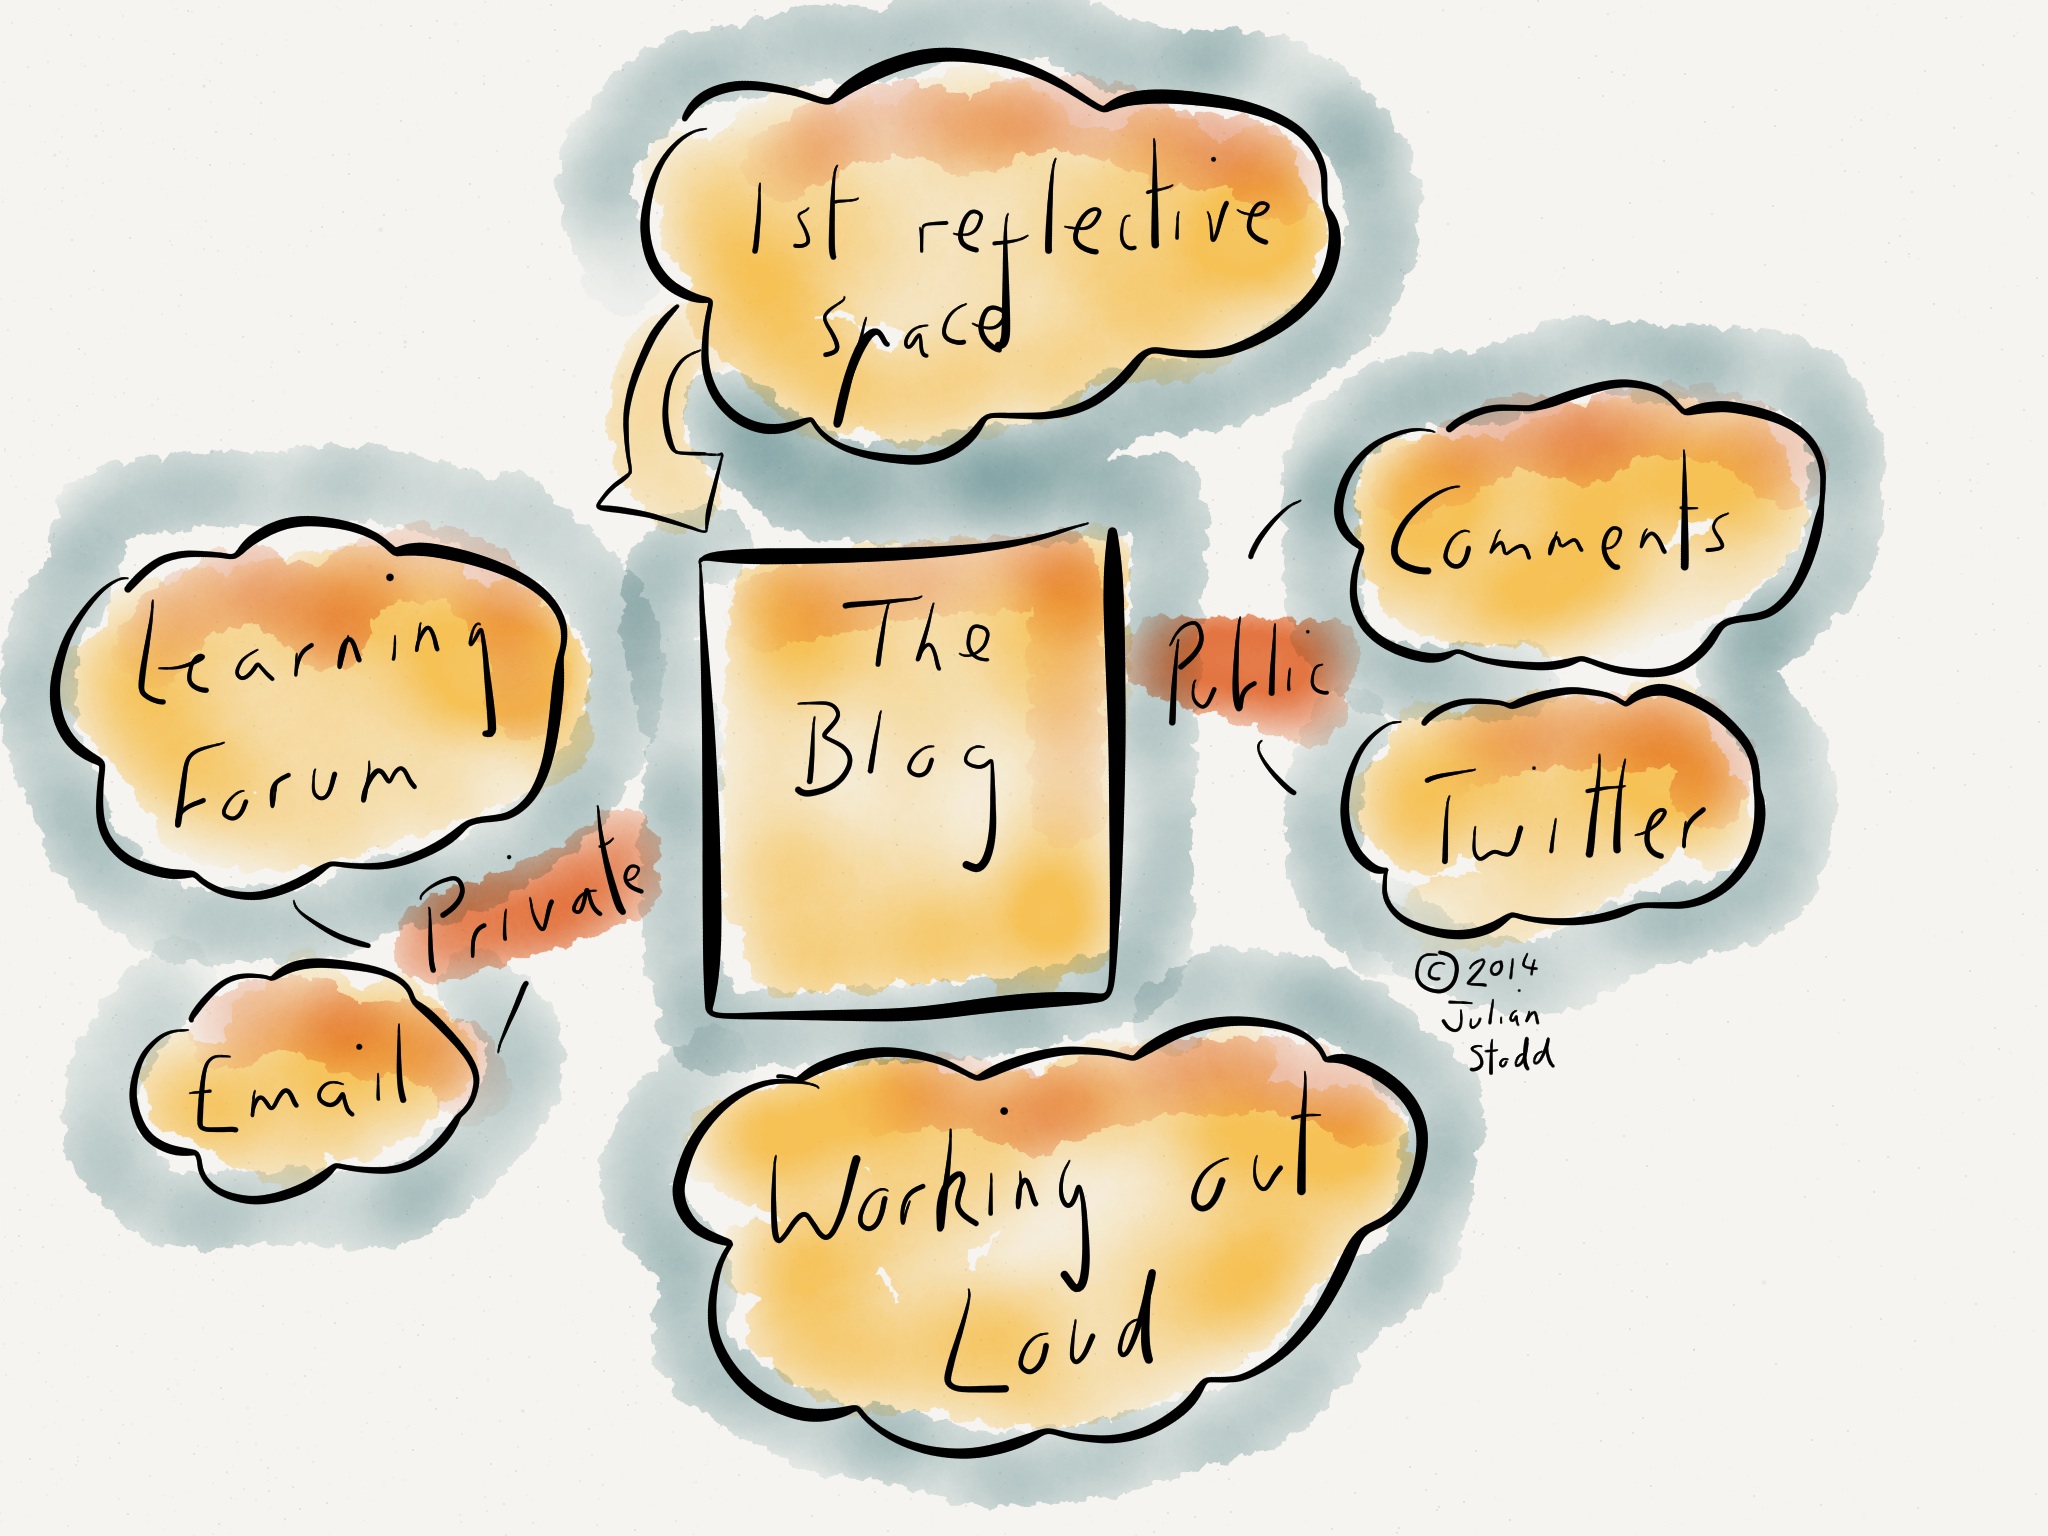 1st reflective
space
Comments
Learning
Forum
The
Blog
Public
Twitter
Private
Email
© 2014
Julian
Stodd
Working out
Loud